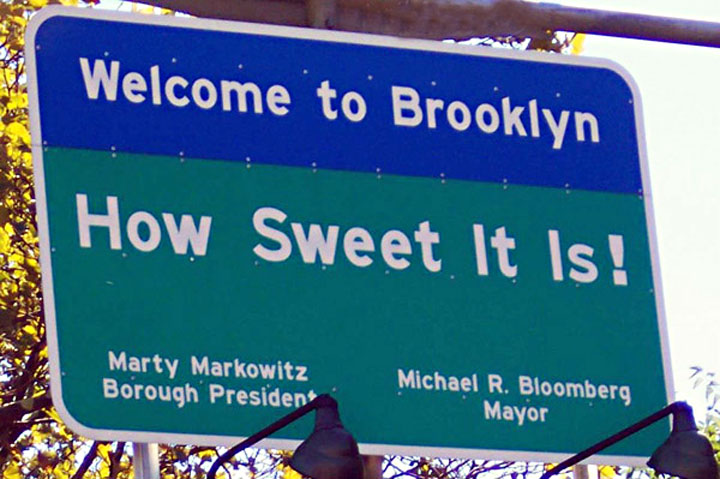 Welcome to Brooklyn
How Sweet It Is!
Marty Markowitz
Borough President
Michael R. Bloomberg
Mayor